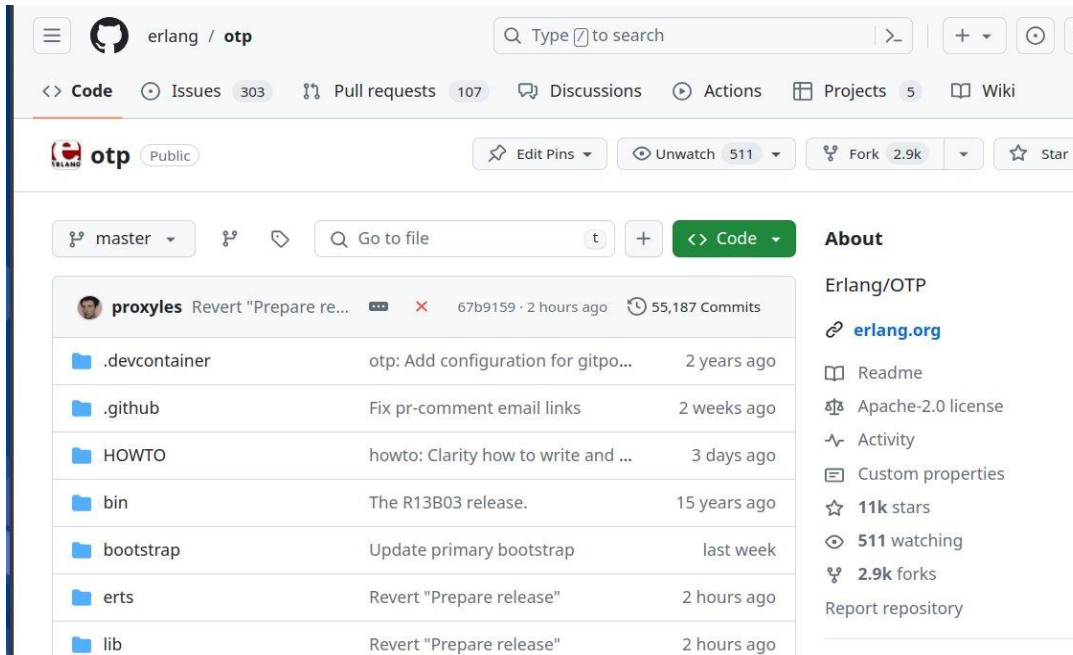 erlang / otp
Type / to search
Code
Issues 303
Pull requests 107
Discussions
Actions
Projects 5
Wiki
ERLANG
otp Public
Edit Pins
Unwatch 511
Fork 2.9k
Star
master
Go to file t
Code
proxyles Revert "Prepare re... 67b9159 · 2 hours ago 55,187 Commits
.devcontainer otp: Add configuration for gitpo... 2 years ago
.github Fix pr-comment email links 2 weeks ago
HOWTO howto: Clarity how to write and ... 3 days ago
bin The R13B03 release. 15 years ago
bootstrap Update primary bootstrap last week
erts Revert "Prepare release" 2 hours ago
lib Revert "Prepare release" 2 hours ago
About
Erlang/OTP
erlang.org
Readme
Apache-2.0 license
Activity
Custom properties
11k stars
511 watching
2.9k forks
Report repository